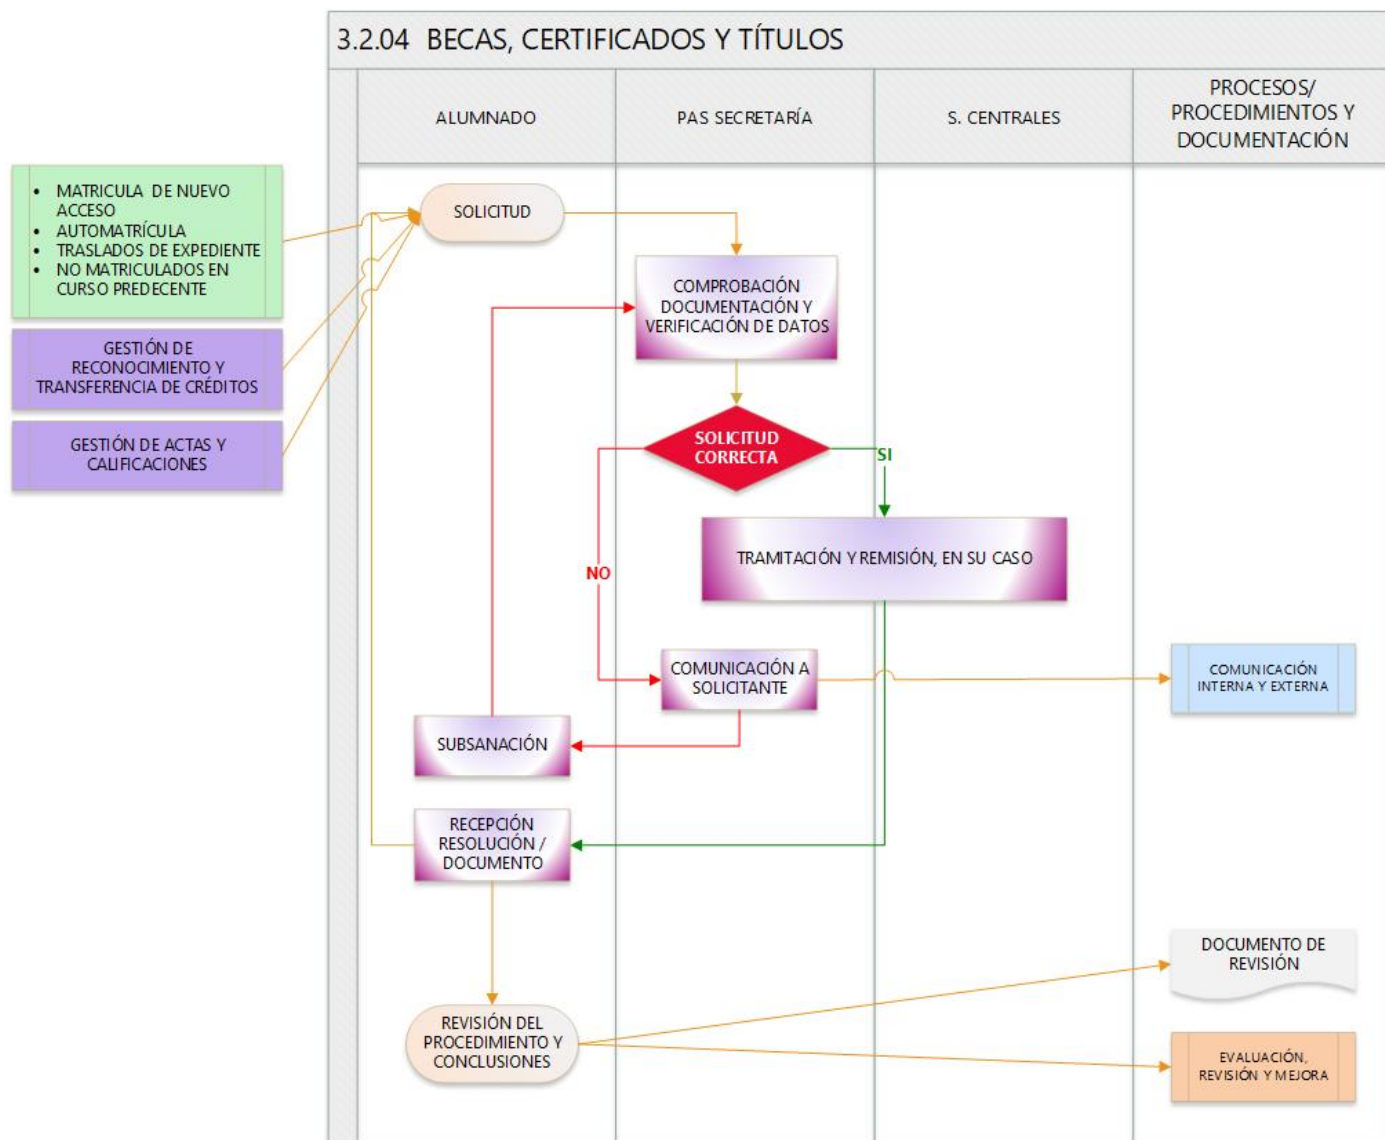 3.2.04 BECAS, CERTIFICADOS Y TÍTULOS
ALUMNADO
PAS SECRETARÍA
S. CENTRALES
PROCESOS/
PROCEDIMIENTOS Y
DOCUMENTACIÓN
• MATRICULA DE NUEVO
ACCESO
• AUTOMATRÍCULA
• TRASLADOS DE EXPEDIENTE
• NO MATRICULADOS EN
CURSO PREDECENTE
GESTIÓN DE
RECONOCIMIENTO Y
TRANSFERENCIA DE CRÉDITOS
GESTIÓN DE ACTAS Y
CALIFICACIONES
SOLICITUD
COMPROBACIÓN
DOCUMENTACIÓN Y
VERIFICACIÓN DE DATOS
SOLICITUD
CORRECTA
SI
TRAMITACIÓN Y REMISIÓN, EN SU CASO
NO
COMUNICACIÓN A
SOLICITANTE
COMUNICACIÓN
INTERNA Y EXTERNA
SUBSANACIÓN
RECEPCIÓN
RESOLUCIÓN /
DOCUMENTO
DOCUMENTO DE
REVISIÓN
REVISIÓN DEL
PROCEDIMIENTO Y
CONCLUSIONES
EVALUACIÓN,
REVISIÓN Y MEJORA